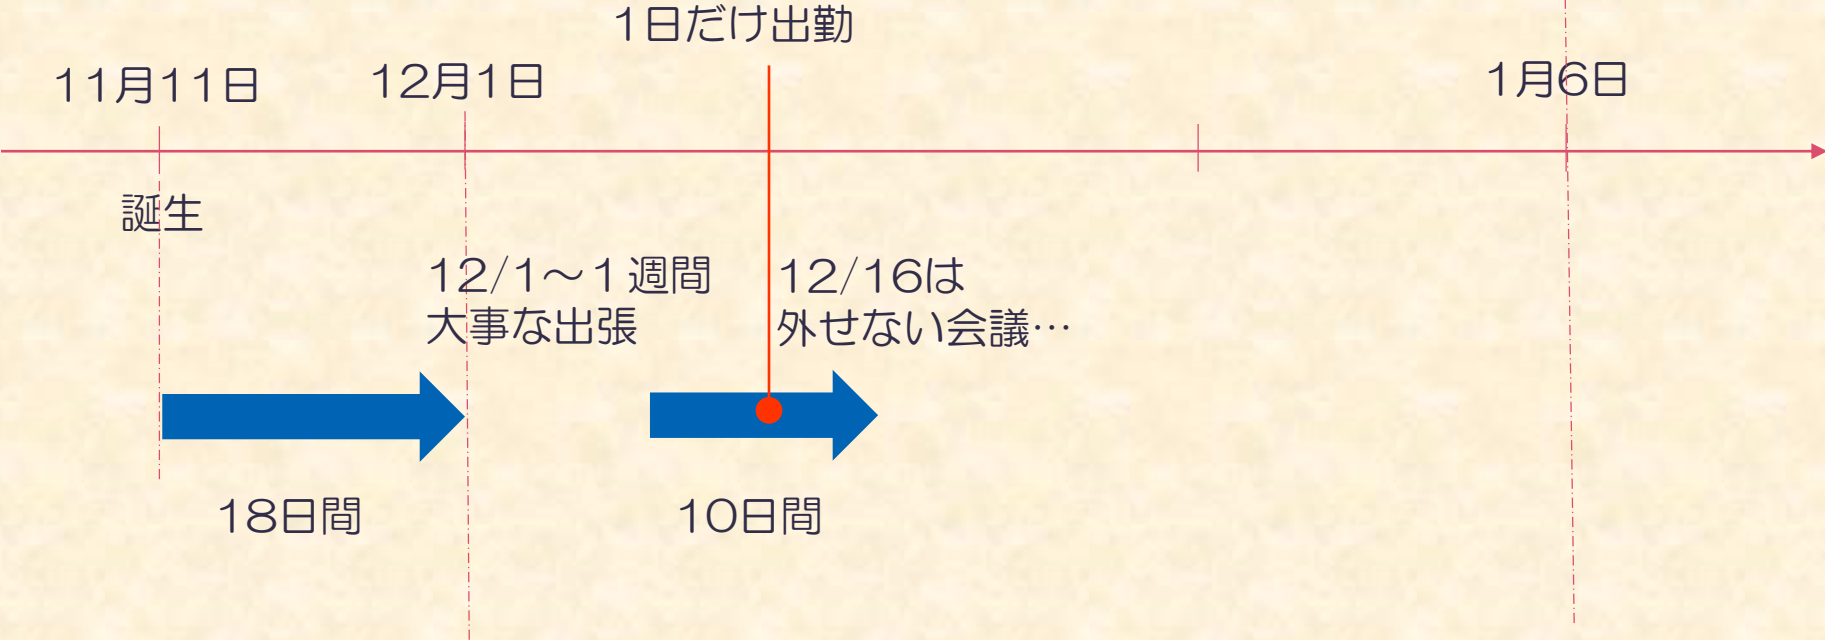 1日だけ出勤
11月11日
12月1日
1月6日
誕生
12/1～1週間
大事な出張
12/16は
外せない会議…
18日間
10日間